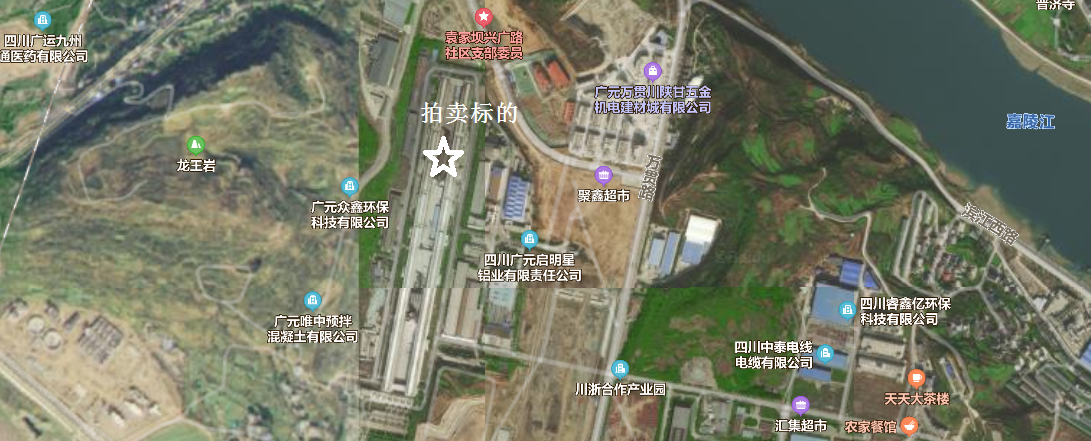 普济寺
四川广运九州
通医药有限公司
袁家坝兴广路
社区支部委员
广元万贯川陕甘五金
机电建材城有限公司
拍卖标的
嘉陵江
龙王岩
万贯路
聚鑫超市
广元众鑫环保
科技有限公司
滨江西路
四川广元启明星
铝业有限责任公司
四川睿鑫亿环保
科技有限公司
广元唯中预拌
混凝土有限公司
四川中泰电线
电缆有限公司
川浙合作产业园
天天大茶楼
汇集超市
农家餐馆